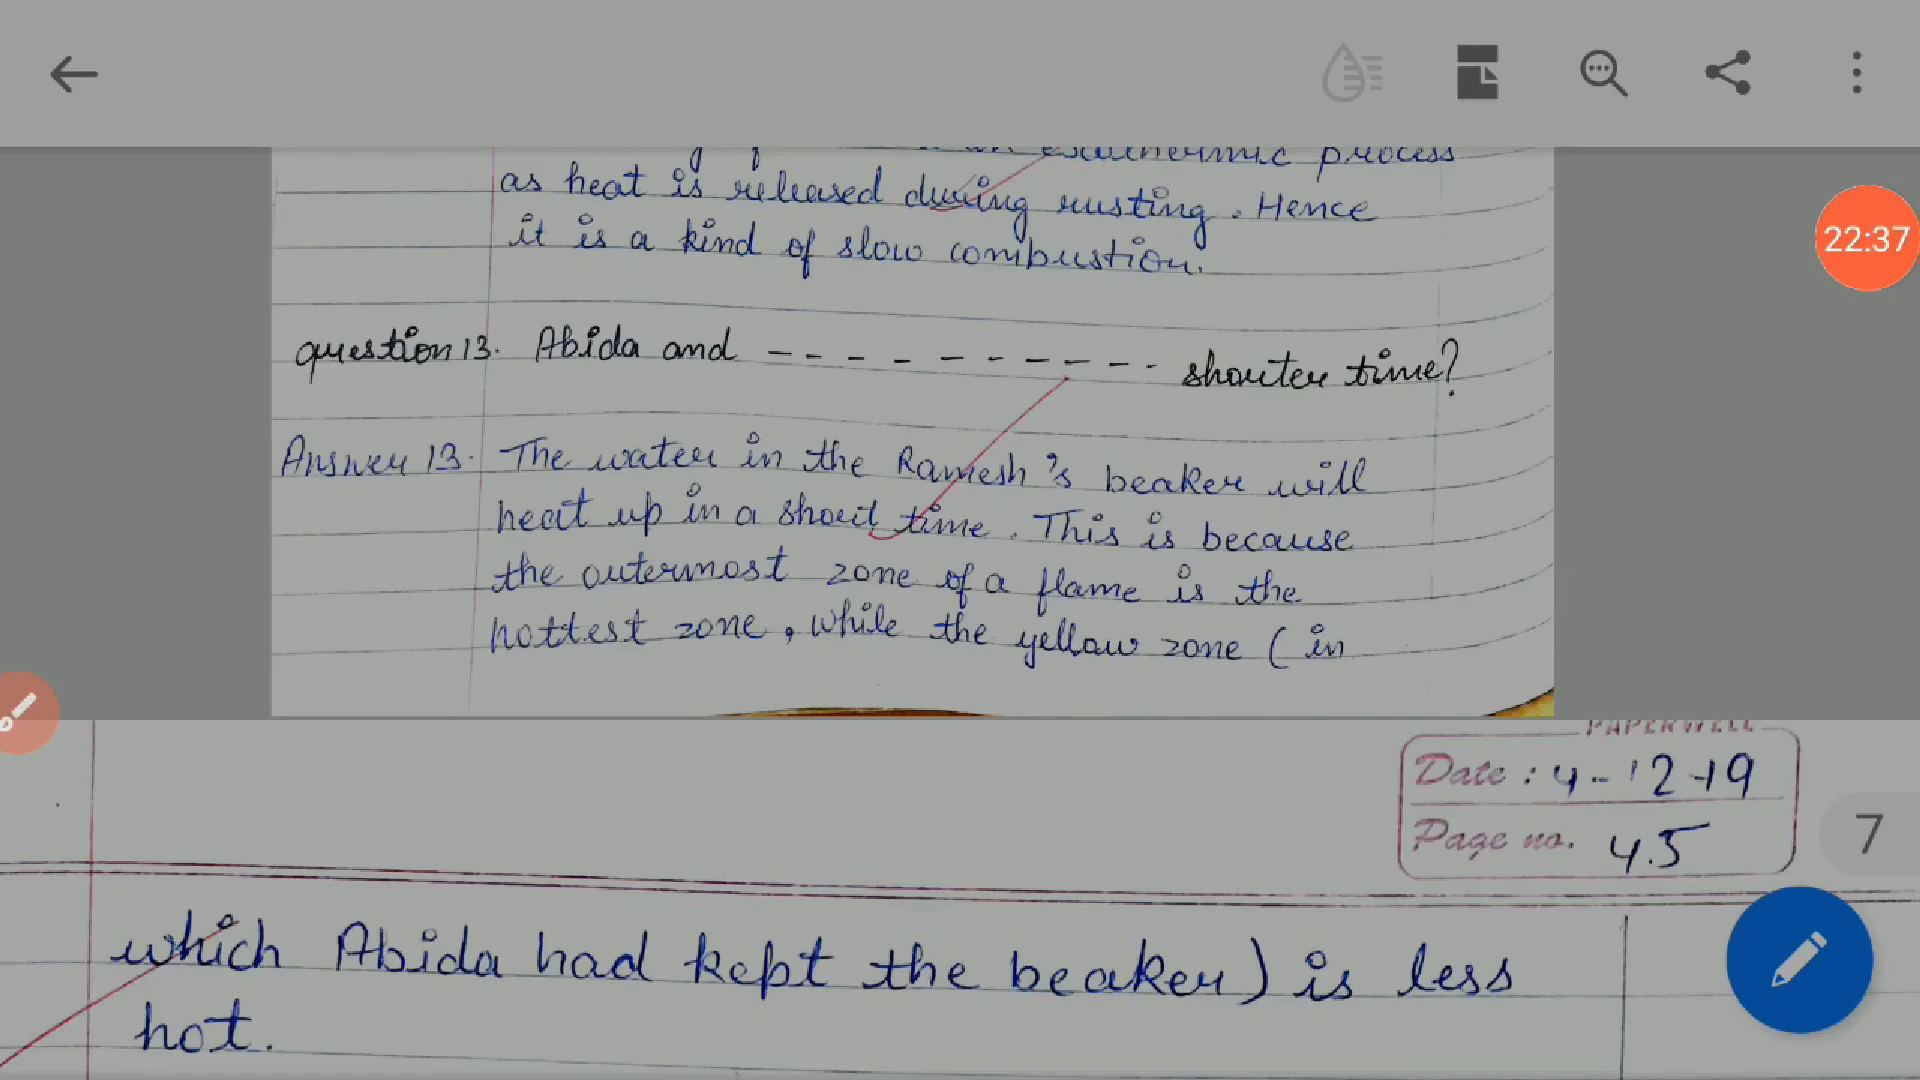 exothermic process
as heat is released during rusting. Hence
it is a kind of slow combustion.
22:37
question 13. Abida and - - - - - - - - - - shorter time?
Answer 13. The water in the Ramesh's beaker will
heat up in a short time. This is because
the outermost zone of a flame is the
hottest zone, while the yellow zone (in
PAPERWELL
Date : 4-12-19
Page no. 45
7
which Abida had kept the beaker) is less
hot.